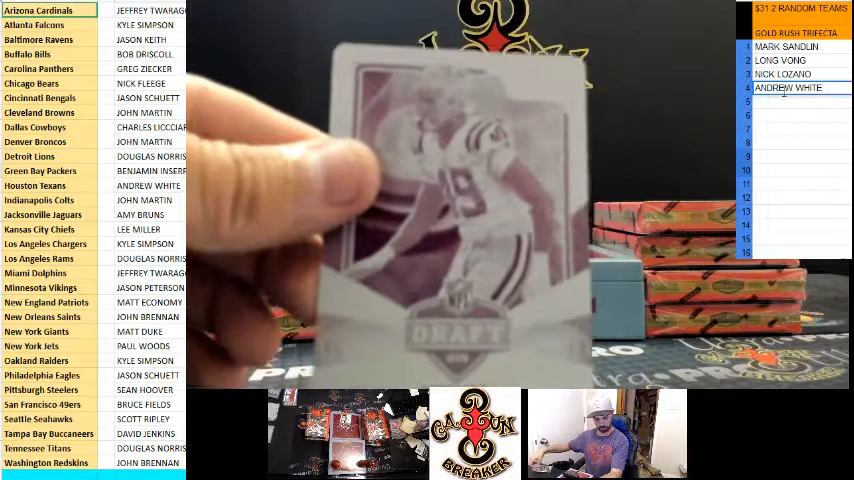 Arizona Cardinals JEFFREY TWARAG
Atlanta Falcons KYLE SIMPSON
Baltimore Ravens JASON KEITH
Buffalo Bills BOB DRISCOLL
Carolina Panthers GREG ZIECKER
Chicago Bears NICK FLEEGE
Cincinnati Bengals JASON SCHUETT
Cleveland Browns JOHN MARTIN
Dallas Cowboys CHARLES LICCCIAR
Denver Broncos JOHN MARTIN
Detroit Lions DOUGLAS NORRIS
Green Bay Packers BENJAMIN INSERR
Houston Texans ANDREW WHITE
Indianapolis Colts JOHN MARTIN
Jacksonville Jaguars AMY BRUNS
Kansas City Chiefs LEE MILLER
Los Angeles Chargers KYLE SIMPSON
Los Angeles Rams DOUGLAS NORRIS
Miami Dolphins JEFFREY TWARAG
Minnesota Vikings JASON PETERSON
New England Patriots MATT ECONOMY
New Orleans Saints JOHN BRENNAN
New York Giants MATT DUKE
New York Jets PAUL WOODS
Oakland Raiders KYLE SIMPSON
Philadelphia Eagles JASON SCHUETT
Pittsburgh Steelers SEAN HOOVER
San Francisco 49ers BRUCE FIELDS
Seattle Seahawks SCOTT RIPLEY
Tampa Bay Buccaneers DAVID JENKINS
Tennessee Titans DOUGLAS NORRIS
Washington Redskins JOHN BRENNAN
19
NFL
DRAFT
CAJUN
BREAKER
$31 2 RANDOM TEAMS
GOLD RUSH TRIFECTA
1 MARK SANDLIN
2 LONG VONG
3 NICK LOZANO
4 ANDREW WHITE
5
6
7
8
9
10
11
12
13
14
15
16